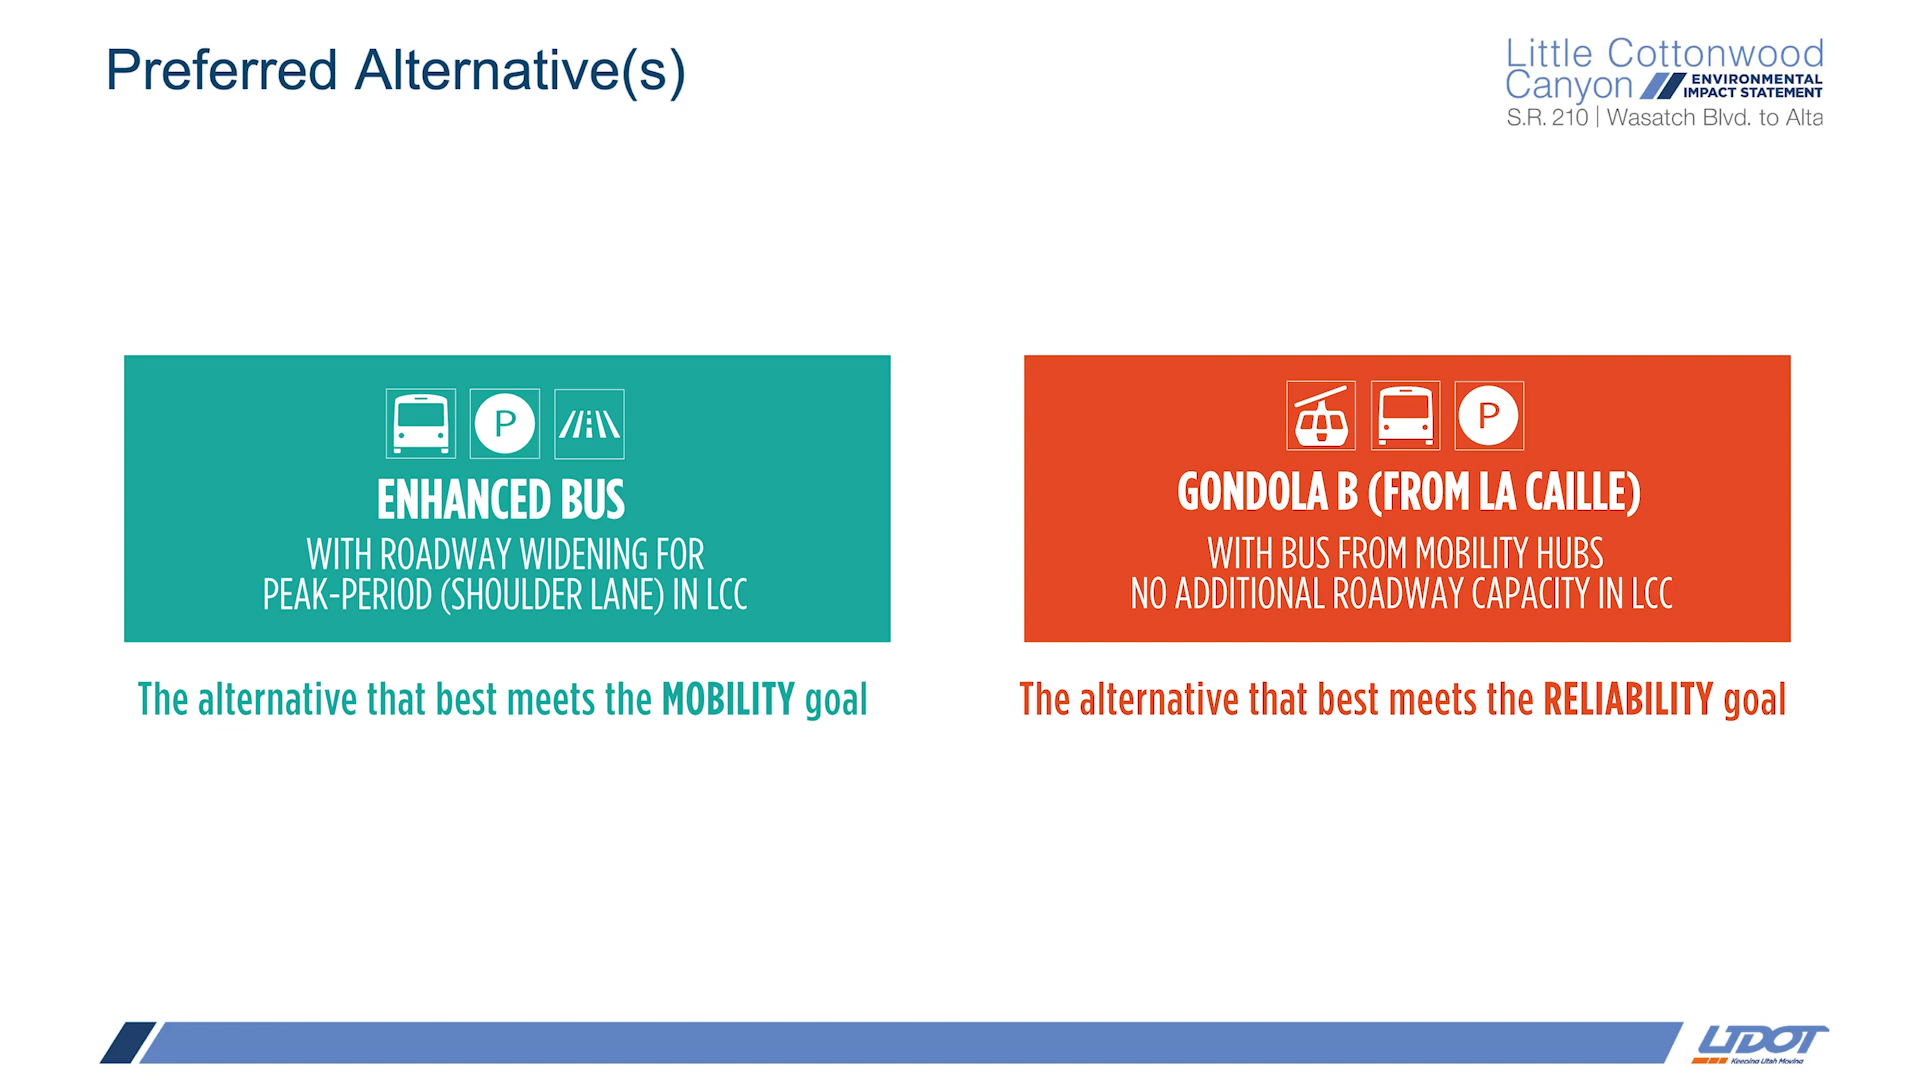 Preferred Alternative(s)
Little Cottonwood
Canyon ENVIRONMENTAL
IMPACT STATEMENT
S.R. 210 | Wasatch Blvd. to Alta
P
ENHANCED BUS
WITH ROADWAY WIDENING FOR
PEAK-PERIOD (SHOULDER LANE) IN LCC
The alternative that best meets the MOBILITY goal
P
GONDOLA B (FROM LA CAILLE)
WITH BUS FROM MOBILITY HUBS
NO ADDITIONAL ROADWAY CAPACITY IN LCC
The alternative that best meets the RELIABILITY goal
UDOT
Keeping Utah Moving